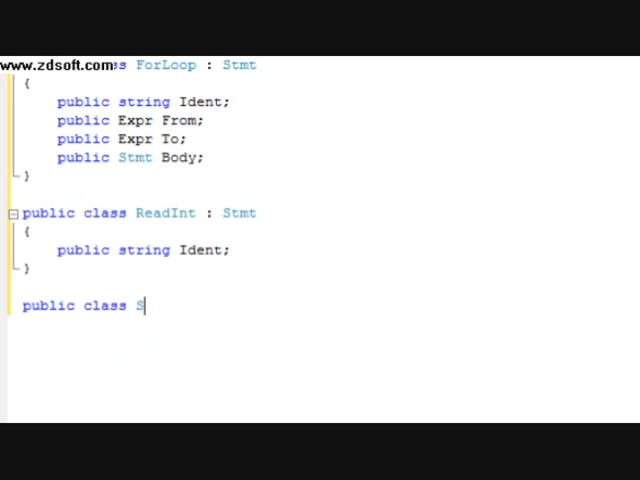 www.zdsoft.com ss ForLoop : Stmt
{
public string Ident;
public Expr From;
public Expr To;
public Stmt Body;
}
public class ReadInt : Stmt
{
public string Ident;
}
public class S